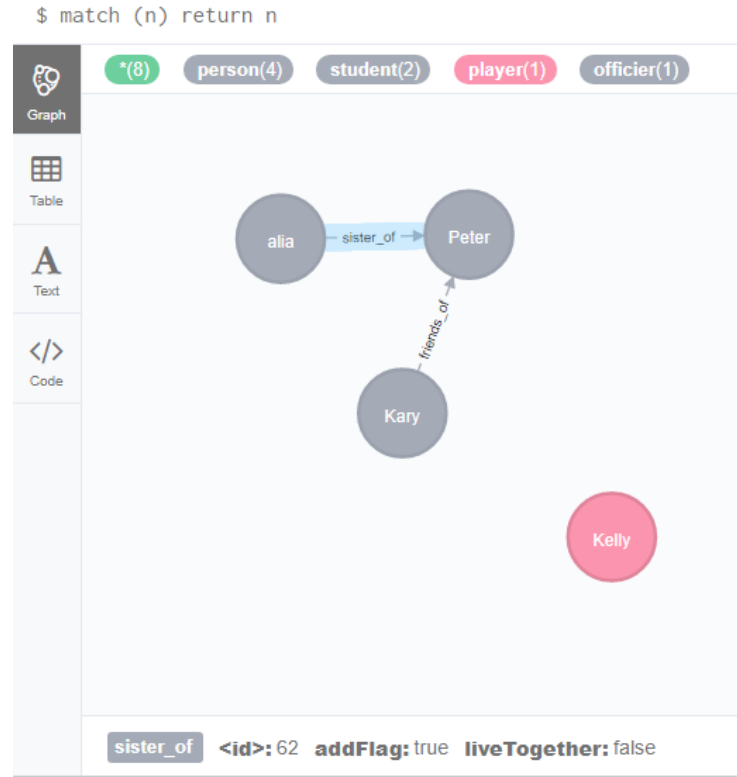 $ match (n) return n
*(8) person(4) student(2) player(1) officier(1)
Graph
Table
A
Text
</>
Code
alia
sister_of
Peter
friends_of
Kary
Kelly
sister_of <id>: 62 addFlag: true liveTogether: false